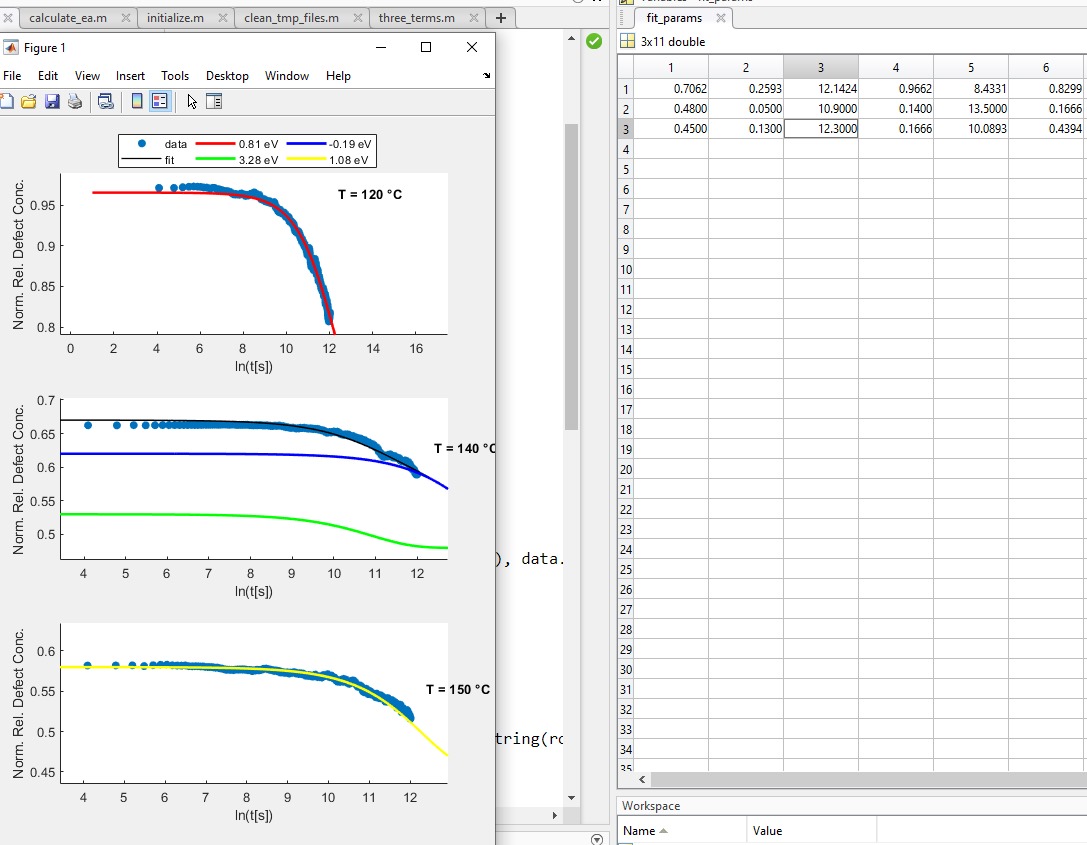 calculate_ea.m initialize.m clean_tmp_files.m three_terms.m
fit_params
Figure 1
3x11 double
File Edit View Insert Tools Desktop Window Help
1 2 3 4 5 6
1 0.7062 0.2593 12.1424 0.9662 8.4331 0.8299
2 0.4800 0.0500 10.9000 0.1400 13.5000 0.1666
3 0.4500 0.1300 12.3000 0.1666 10.0893 0.4394
4
5
6
7
8
9
10
11
12
13
14
15
16
17
18
19
20
21
22
23
24
25
26
27
28
29
30
31
32
33
34
35
data 0.81 eV -0.19 eV
fit 3.28 eV 1.08 eV
Norm. Rel. Defect Conc.
0.95
0.9
0.85
0.8
T = 120 °C
0 2 4 6 8 10 12 14 16
ln(t[s])
Norm. Rel. Defect Conc.
0.7
0.65
0.6
0.55
0.5
T = 140 °C
4 5 6 7 8 9 10 11 12
ln(t[s])
), data.
Norm. Rel. Defect Conc.
0.6
0.55
0.5
0.45
T = 150 °C
4 5 6 7 8 9 10 11 12
ln(t[s])
tring(ro
Workspace
Name Value